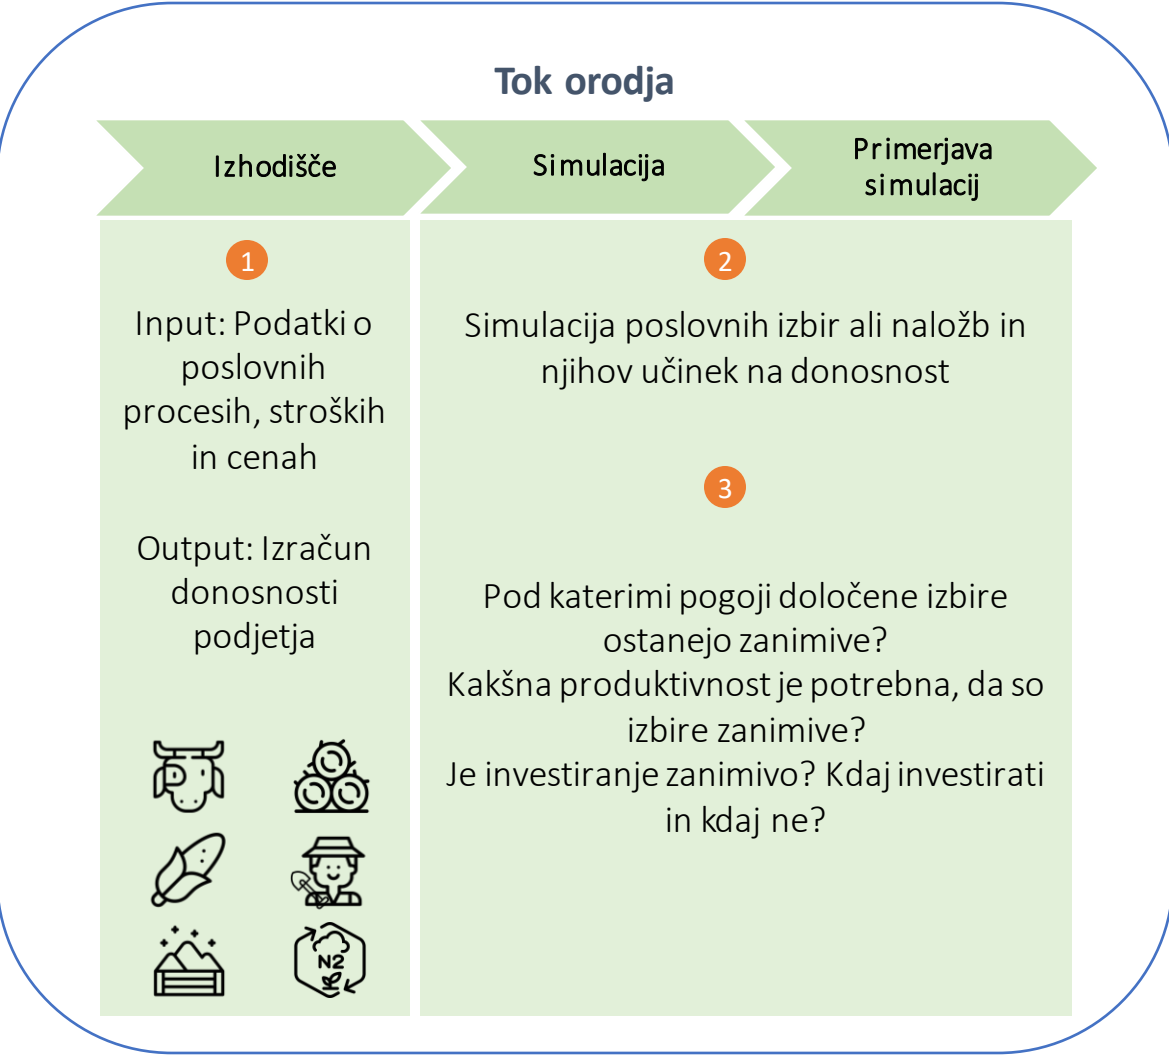 Tok orodja
Izhodišče
Simulacija
Primerjava
simulacij
1
Input: Podatki o
poslovnih
procesih, stroških
in cenah
Output: Izračun
donosnosti
podjetja
N2
2
Simulacija poslovnih izbir ali naložb in
njihov učinek na donosnost
3
Pod katerimi pogoji določene izbire
ostanejo zanimive?
Kakšna produktivnost je potrebna, da so
izbire zanimive?
Je investiranje zanimivo? Kdaj investirati
in kdaj ne?